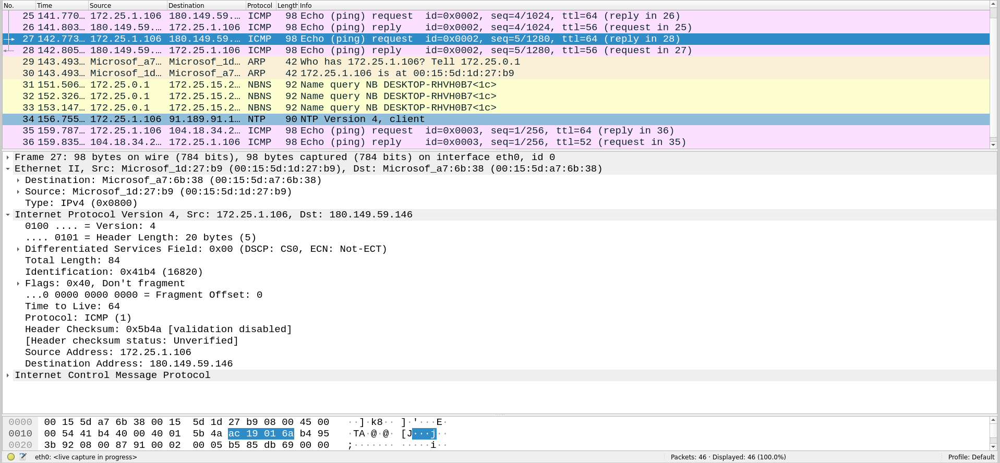 No. Time Source Destination Protocol Length Info
25 141.770… 172.25.1.106 180.149.59.… ICMP 98 Echo (ping) request id=0x0002, seq=4/1024, ttl=64 (reply in 26)
26 141.803… 180.149.59.… 172.25.1.106 ICMP 98 Echo (ping) reply id=0x0002, seq=4/1024, ttl=56 (request in 25)
27 142.773… 172.25.1.106 180.149.59.… ICMP 98 Echo (ping) request id=0x0002, seq=5/1280, ttl=64 (reply in 28)
28 142.805… 180.149.59.… 172.25.1.106 ICMP 98 Echo (ping) reply id=0x0002, seq=5/1280, ttl=56 (request in 27)
29 143.493… Microsof_a7… Microsof_1d… ARP 42 Who has 172.25.1.106? Tell 172.25.0.1
30 143.493… Microsof_1d… Microsof_a7… ARP 42 172.25.1.106 is at 00:15:5d:1d:27:b9
31 151.506… 172.25.0.1 172.25.15.2… NBNS 92 Name query NB DESKTOP-RHVH0B7<1c>
32 152.326… 172.25.0.1 172.25.15.2… NBNS 92 Name query NB DESKTOP-RHVH0B7<1c>
33 153.147… 172.25.0.1 172.25.15.2… NBNS 92 Name query NB DESKTOP-RHVH0B7<1c>
34 156.755… 172.25.1.106 91.189.91.1… NTP 90 NTP Version 4, client
35 159.787… 172.25.1.106 104.18.34.2… ICMP 98 Echo (ping) request id=0x0003, seq=1/256, ttl=64 (reply in 36)
36 159.835… 104.18.34.2… 172.25.1.106 ICMP 98 Echo (ping) reply id=0x0003, seq=1/256, ttl=52 (request in 35)
Frame 27: 98 bytes on wire (784 bits), 98 bytes captured (784 bits) on interface eth0, id 0
Ethernet II, Src: Microsof_1d:27:b9 (00:15:5d:1d:27:b9), Dst: Microsof_a7:6b:38 (00:15:5d:a7:6b:38)
Destination: Microsof_a7:6b:38 (00:15:5d:a7:6b:38)
Source: Microsof_1d:27:b9 (00:15:5d:1d:27:b9)
Type: IPv4 (0x0800)
Internet Protocol Version 4, Src: 172.25.1.106, Dst: 180.149.59.146
0100 .... = Version: 4
.... 0101 = Header Length: 20 bytes (5)
Differentiated Services Field: 0x00 (DSCP: CS0, ECN: Not-ECT)
Total Length: 84
Identification: 0x41b4 (16820)
Flags: 0x40, Don't fragment
...0 0000 0000 0000 = Fragment Offset: 0
Time to Live: 64
Protocol: ICMP (1)
Header Checksum: 0x5b4a [validation disabled]
[Header checksum status: Unverified]
Source Address: 172.25.1.106
Destination Address: 180.149.59.146
Internet Control Message Protocol
0000 00 15 5d a7 6b 38 00 15 5d 1d 27 b9 08 00 45 00 ··]·k8·· ]·'···E·
0010 00 54 41 b4 40 00 40 01 5b 4a ac 19 01 6a b4 95 ·TA·@·@· [J···j··
0020 3b 92 08 00 87 91 00 02 00 05 b5 85 db 69 00 00 ;······· ·····i··
eth0: <live capture in progress> Packets: 46 · Displayed: 46 (100.0%) Profile: Default